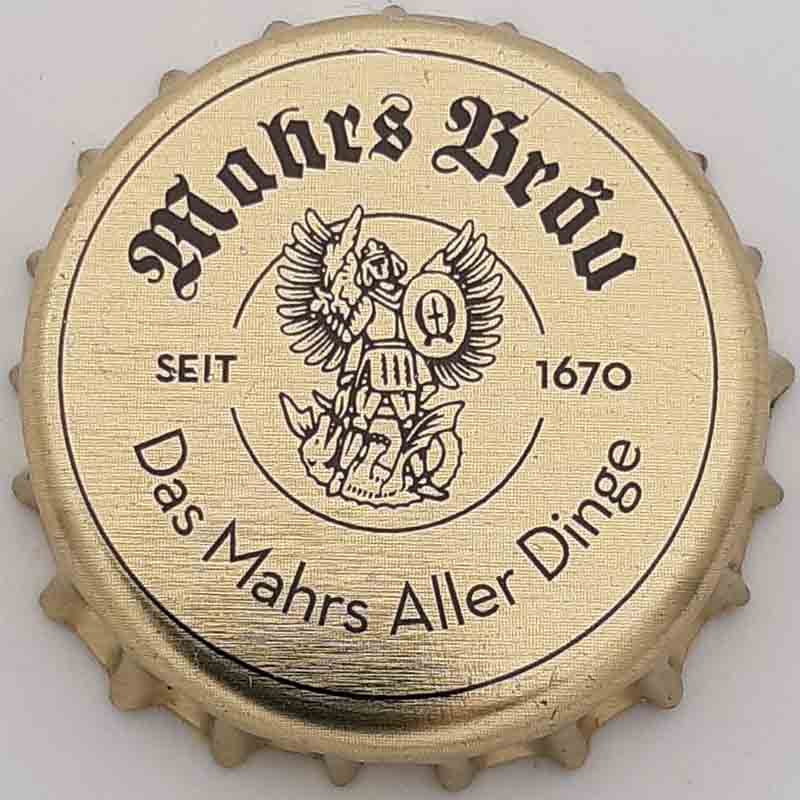 Mahrs Bräu
SEIT 1670
Das Mahrs Aller Dinge